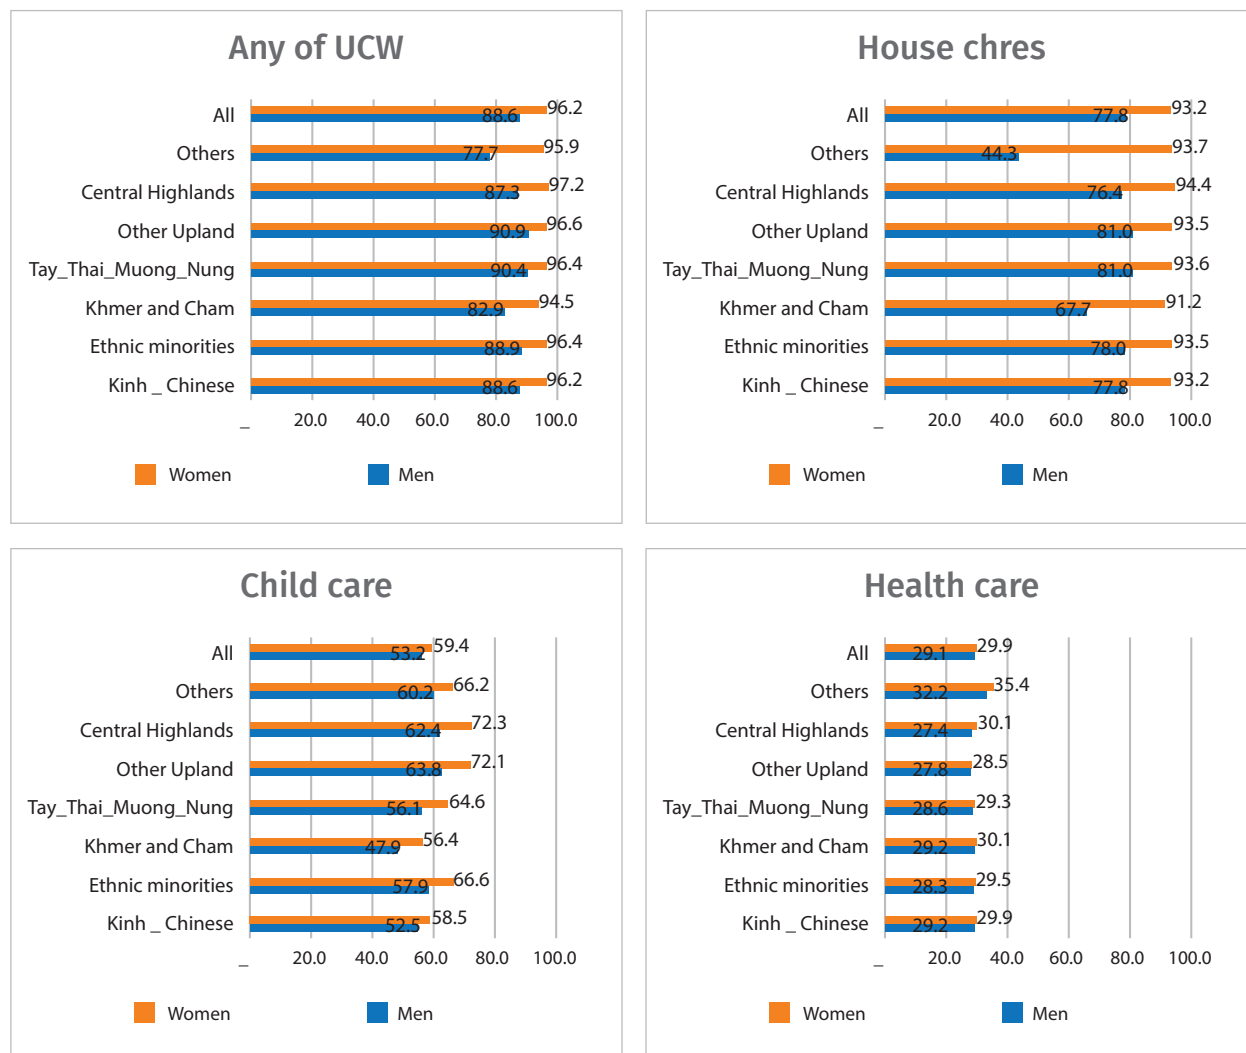 Any of UCW
All 88.6 96.2
Others 77.7 95.9
Central Highlands 87.3 97.2
Other Upland 90.9 96.6
Tay_Thai_Muong_Nung 90.4 96.4
Khmer and Cham 82.9 94.5
Ethnic minorities 88.9 96.4
Kinh _ Chinese 88.6 96.2
_ 20.0 40.0 60.0 80.0 100.0
Women Men
House chres
All 77.8 93.2
Others 44.3 93.7
Central Highlands 76.4 94.4
Other Upland 81.0 93.5
Tay_Thai_Muong_Nung 81.0 93.6
Khmer and Cham 67.7 91.2
Ethnic minorities 78.0 93.5
Kinh _ Chinese 77.8 93.2
_ 20.0 40.0 60.0 80.0 100.0
Women Men
Child care
All 53.2 59.4
Others 60.2 66.2
Central Highlands 62.4 72.3
Other Upland 63.8 72.1
Tay_Thai_Muong_Nung 56.1 64.6
Khmer and Cham 47.9 56.4
Ethnic minorities 57.9 66.6
Kinh _ Chinese 52.5 58.5
_ 20.0 40.0 60.0 80.0 100.0
Women Men
Health care
All 29.1 29.9
Others 32.2 35.4
Central Highlands 27.4 30.1
Other Upland 27.8 28.5
Tay_Thai_Muong_Nung 28.6 29.3
Khmer and Cham 29.2 30.1
Ethnic minorities 28.3 29.5
Kinh _ Chinese 29.2 29.9
_ 20.0 40.0 60.0 80.0 100.0
Women Men